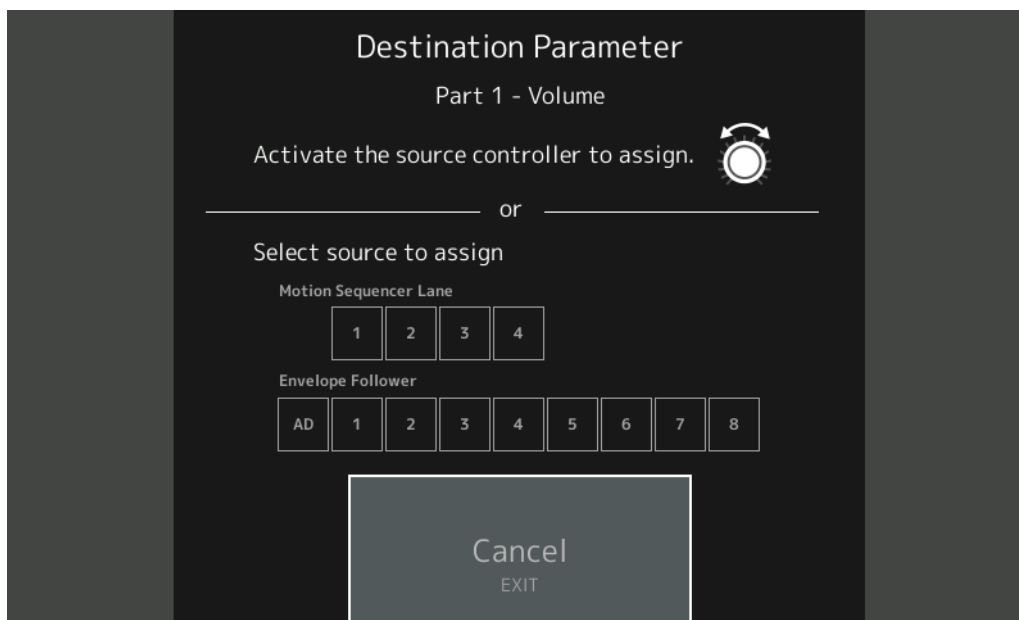 Destination Parameter
Part 1 - Volume
Activate the source controller to assign.
or
Select source to assign
Motion Sequencer Lane
1 2 3 4
Envelope Follower
AD 1 2 3 4 5 6 7 8
Cancel
EXIT